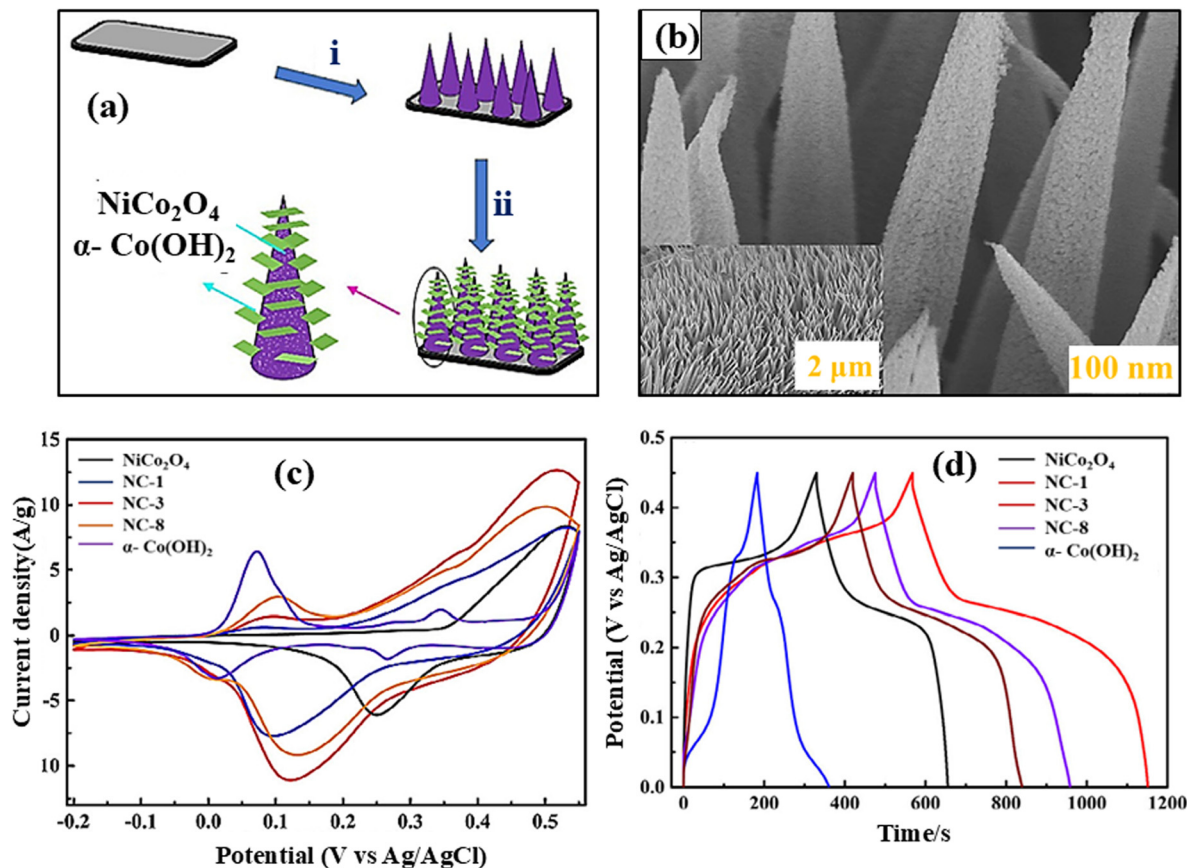 (a)
i
ii
NiCo₂O₄
α- Co(OH)₂
(b)
2 μm
100 nm
(c)
NiCo₂O₄
NC-1
NC-3
NC-8
α- Co(OH)₂
Current density(A/g)
15
10
5
0
-5
10
-0.2
-0.1
0.0
0.1
0.2
0.3
0.4
0.5
Potential (V vs Ag/AgCl)
(d)
NiCo₂O₄
NC-1
NC-3
NC-8
α- Co(OH)₂
Potential (V vs Ag/AgCl)
0.5
0.4
0.3
0.2
0.1
0.0
0
200
400
600
800
1000
1200
Time/s